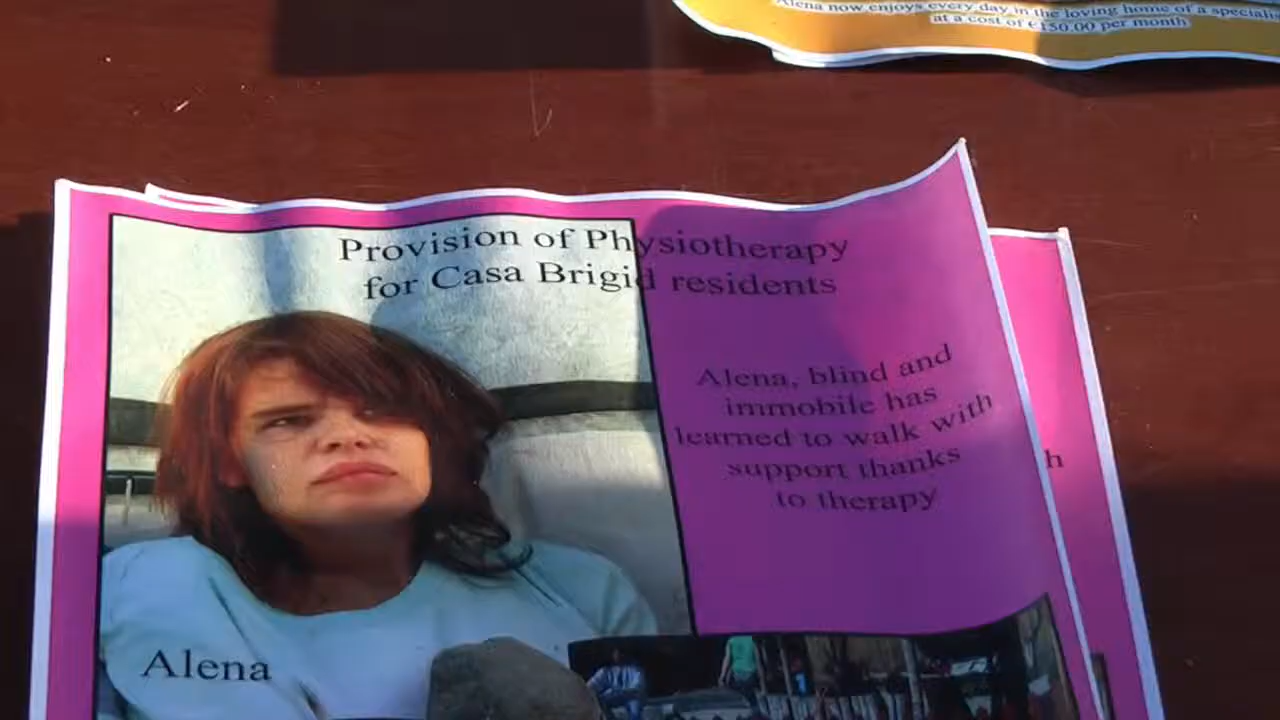 Alena now enjoys every day in the loving home of a specialis
at a cost of €150.00 per month
Provision of Physiotherapy
for Casa Brigid residents
Alena, blind and
immobile has
learned to walk with
support thanks
to therapy
h
Alena